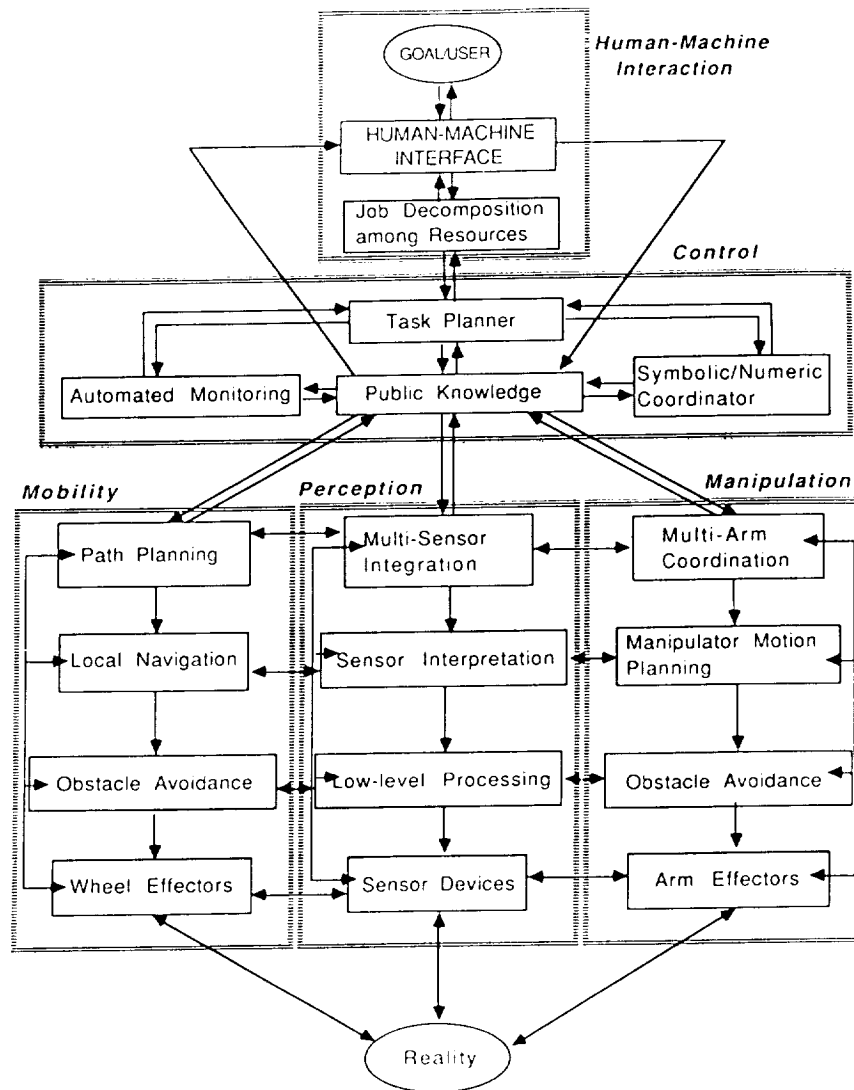 GOAL/USER
Human-Machine
Interaction
HUMAN-MACHINE
INTERFACE
Job Decomposition
among Resources
Control
Task Planner
Automated Monitoring
Public Knowledge
Symbolic/Numeric
Coordinator
Mobility
Perception
Manipulation
Path Planning
Multi-Sensor
Integration
Multi-Arm
Coordination
Local Navigation
Sensor Interpretation
Manipulator Motion
Planning
Obstacle Avoidance
Low-level Processing
Obstacle Avoidance
Wheel Effectors
Sensor Devices
Arm Effectors
Reality